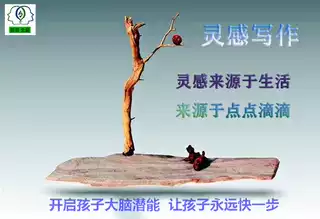 灵感写作
灵感来源于生活
来源于点点滴滴
开启孩子大脑潜能 让孩子永远快一步